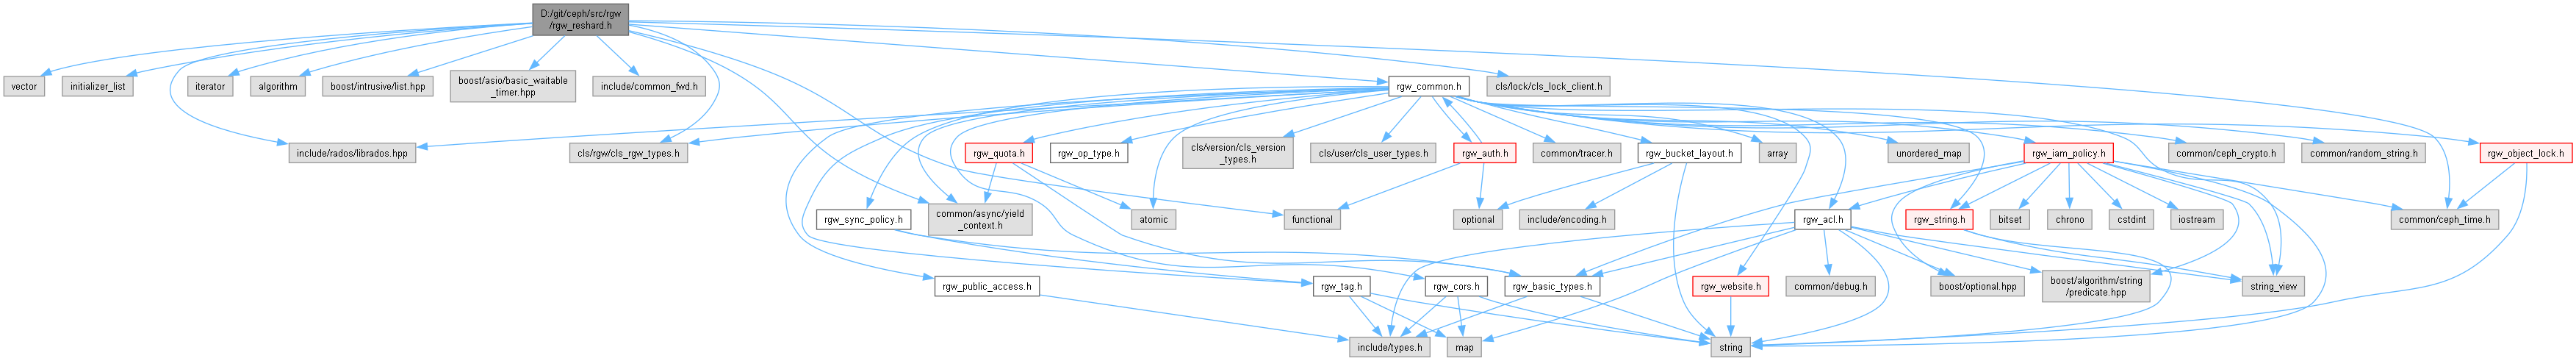 D:/git/ceph/src/rgw
/rgw_reshard.h
vector
initializer_list
iterator
algorithm
boost/intrusive/list.hpp
boost/asio/basic_waitable
_timer.hpp
include/common_fwd.h
rgw_common.h
cls/lock/cls_lock_client.h
include/rados/librados.hpp
cls/rgw/cls_rgw_types.h
rgw_quota.h
rgw_op_type.h
cls/version/cls_version
_types.h
cls/user/cls_user_types.h
rgw_auth.h
common/tracer.h
rgw_bucket_layout.h
array
unordered_map
rgw_iam_policy.h
common/ceph_crypto.h
common/random_string.h
rgw_object_lock.h
rgw_sync_policy.h
common/async/yield
_context.h
atomic
functional
optional
include/encoding.h
rgw_acl.h
rgw_string.h
bitset
chrono
cstdint
iostream
common/ceph_time.h
rgw_public_access.h
rgw_tag.h
rgw_cors.h
rgw_basic_types.h
rgw_website.h
common/debug.h
boost/optional.hpp
boost/algorithm/string
/predicate.hpp
string_view
include/types.h
map
string